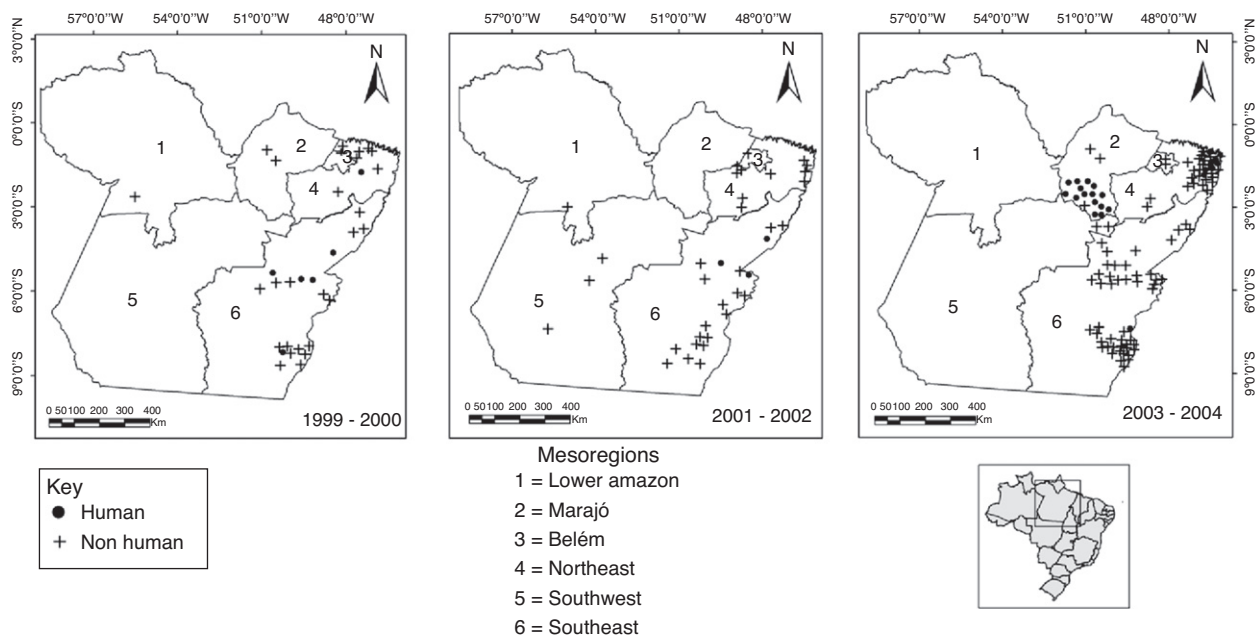 57°0'0"W 54°0'0"W 51°0'0"W 48°0'0"W
57°0'0"W 54°0'0"W 51°0'0"W 48°0'0"W
57°0'0"W 54°0'0"W 51°0'0"W 48°0'0"W
3°0'0"N
0°0'0"S
3°0'0"S
6°0'0"S
9°0'0"S
N
1
2
3
4
5
6
0 50100 200 300 400
Km
1999 - 2000
N
1
2
3
4
5
6
0 50100 200 300 400
Km
2001 - 2002
N
1
2
3
4
5
6
0 50100 200 300 400
Km
2003 - 2004
3°0'0"N
0°0'0"S
3°0'0"S
6°0'0"S
9°0'0"S
Key
Human
Non human
Mesoregions
1 = Lower amazon
2 = Marajó
3 = Belém
4 = Northeast
5 = Southwest
6 = Southeast